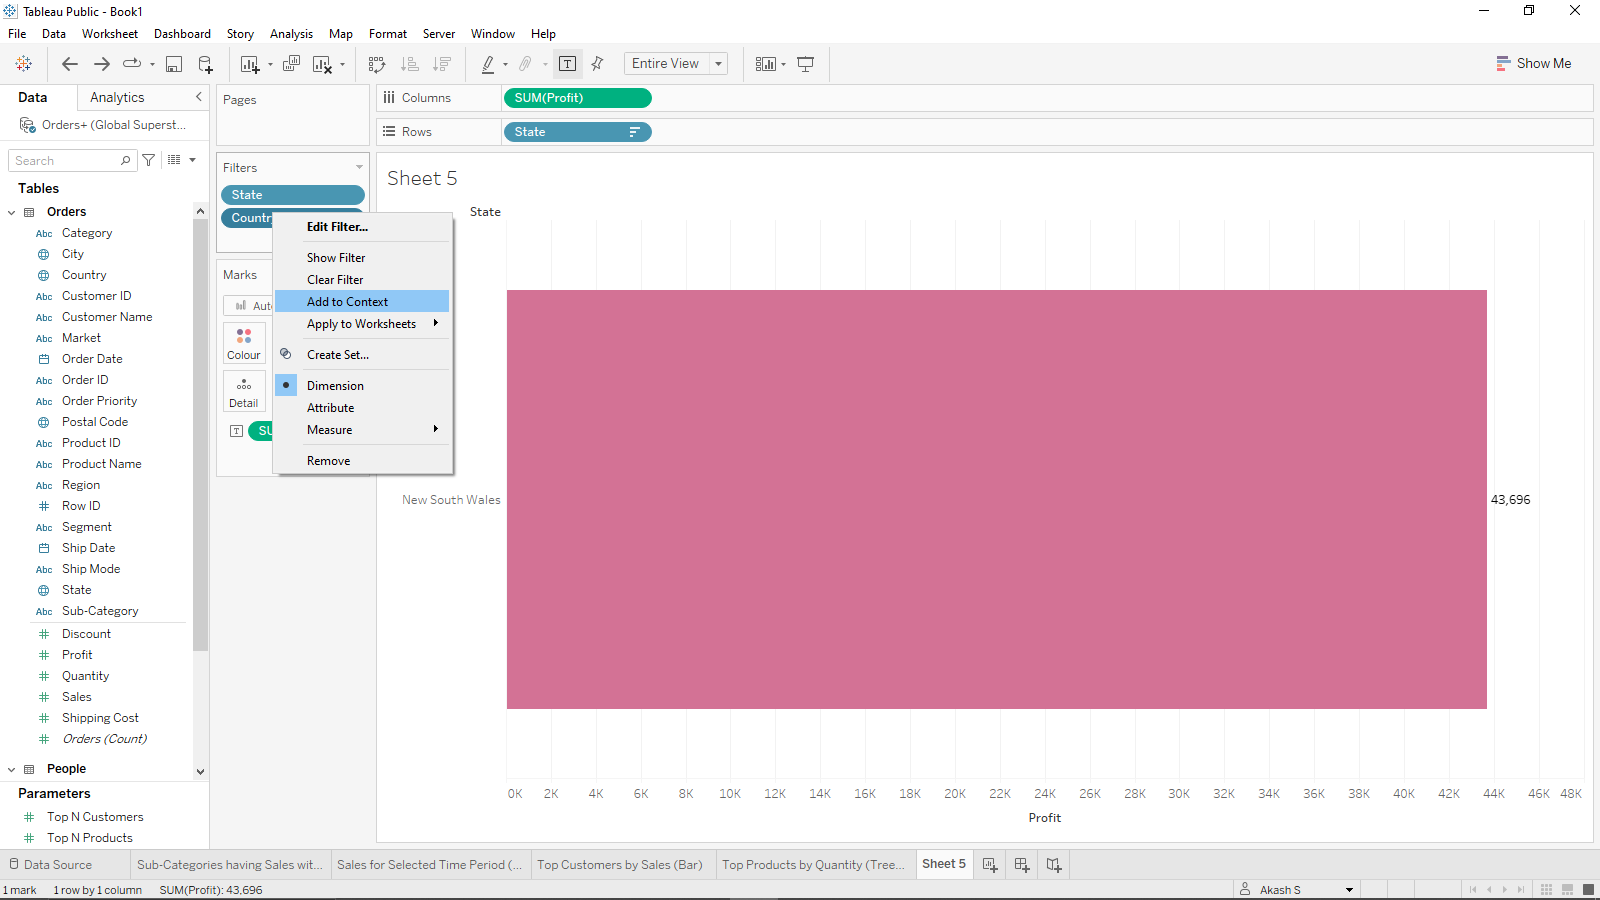 Tableau Public - Book1
File Data Worksheet Dashboard Story Analysis Map Format Server Window Help
Entire View
Show Me
Data Analytics
Orders+ (Global Superst...
Search
Tables
Orders
Abc Category
City
Country
Abc Customer ID
Abc Customer Name
Abc Market
Order Date
Abc Order ID
Abc Order Priority
Postal Code
Abc Product ID
Abc Product Name
Abc Region
# Row ID
Abc Segment
Ship Date
Abc Ship Mode
State
Abc Sub-Category
# Discount
# Profit
# Quantity
# Sales
# Shipping Cost
# Orders (Count)
People
Parameters
# Top N Customers
# Top N Products
Pages
Filters
State
Countr
Marks
Aut
Colour
Detail
T SU
Edit Filter...
Show Filter
Clear Filter
Add to Context
Apply to Worksheets
Create Set...
Dimension
Attribute
Measure
Remove
Columns SUM(Profit)
Rows State
Sheet 5
State
New South Wales
43,696
0K 2K 4K 6K 8K 10K 12K 14K 16K 18K 20K 22K 24K 26K 28K 30K 32K 34K 36K 38K 40K 42K 44K 46K 48K
Profit
Data Source Sub-Categories having Sales wit... Sales for Selected Time Period (... Top Customers by Sales (Bar) Top Products by Quantity (Tree... Sheet 5
1 mark 1 row by 1 column SUM(Profit): 43,696 Akash S